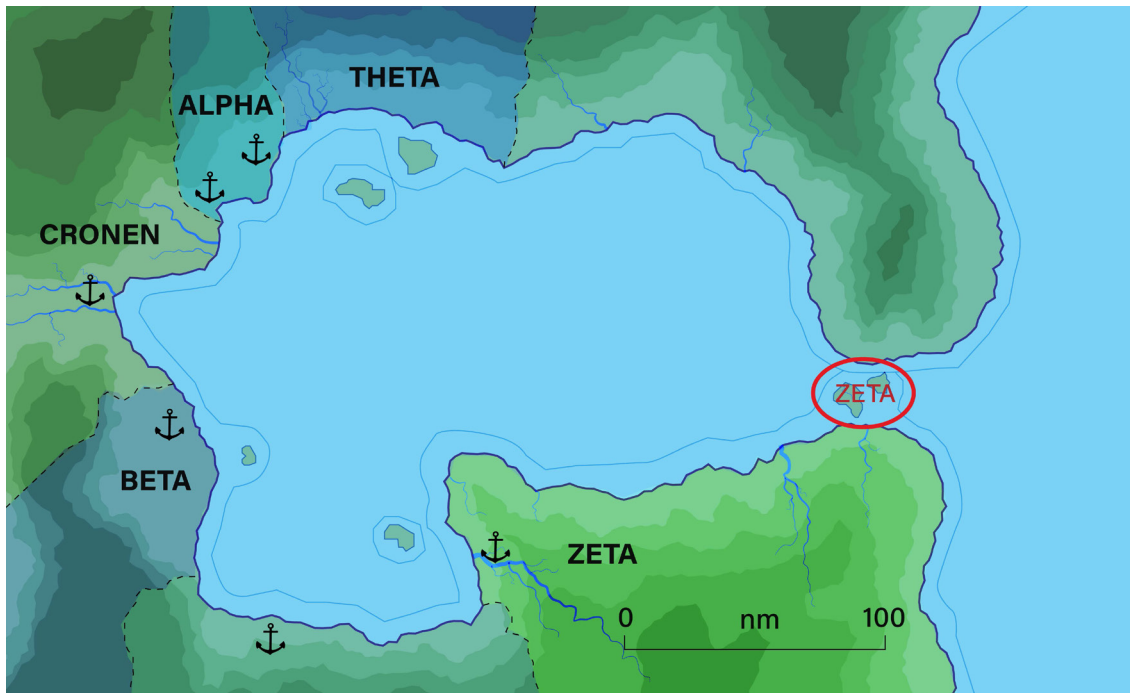 THETA
ALPHA
CRONEN
ZETA
BETA
ZETA
0 nm 100